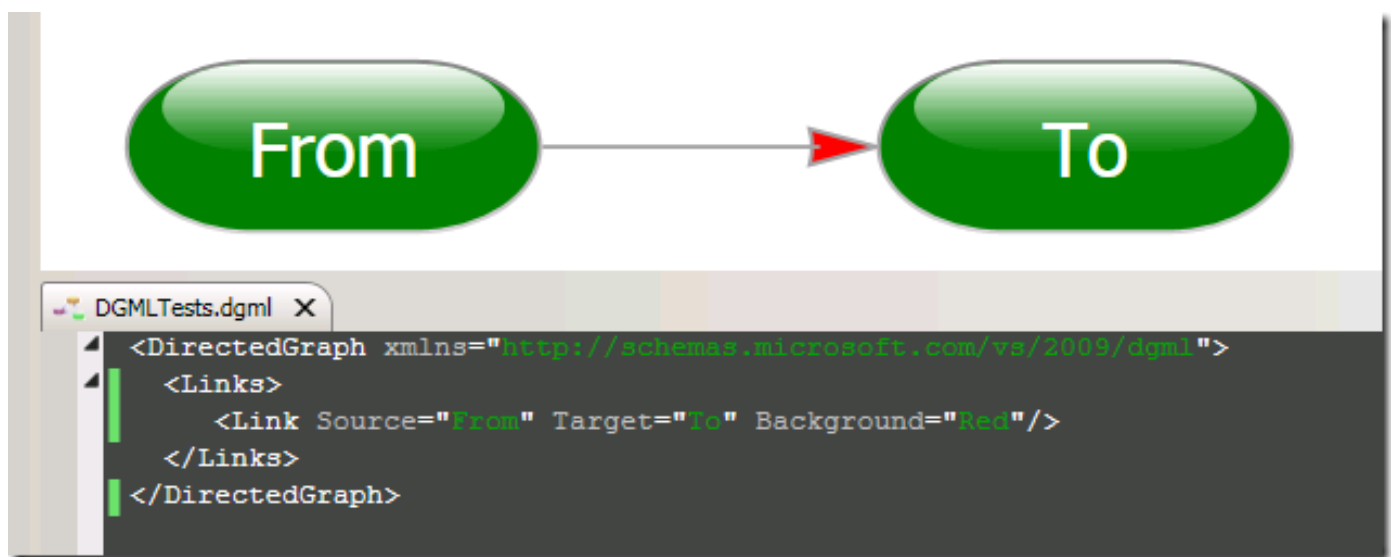 From To
DGMLTests.dgml X
<DirectedGraph xmlns="http://schemas.microsoft.com/vs/2009/dgml">
<Links>
<Link Source="From" Target="To" Background="Red"/>
</Links>
</DirectedGraph>